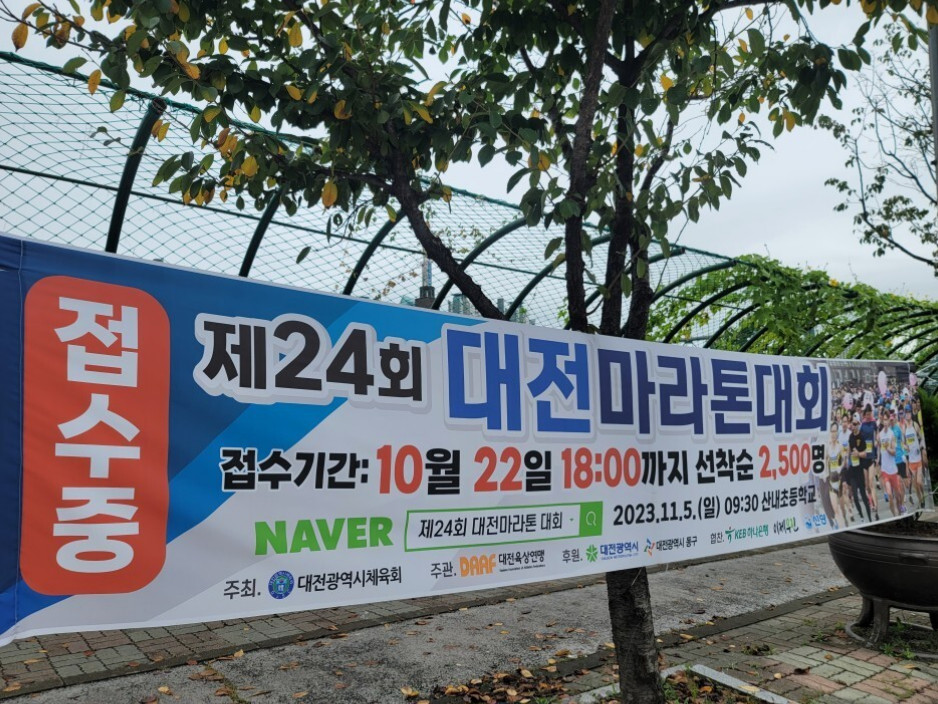 접수중
제24회 대전마라톤대회
접수기간: 10월 22일 18:00까지 선착순 2,500명
NAVER 제24회 대전마라톤 대회 2023.11.5.(일) 09:30 산내초등학교
주최. 대전광역시체육회 주관. DAAF 대전육상연맹 후원. 대전광역시 대전광역시 동구 협찬. KEB 하나은행